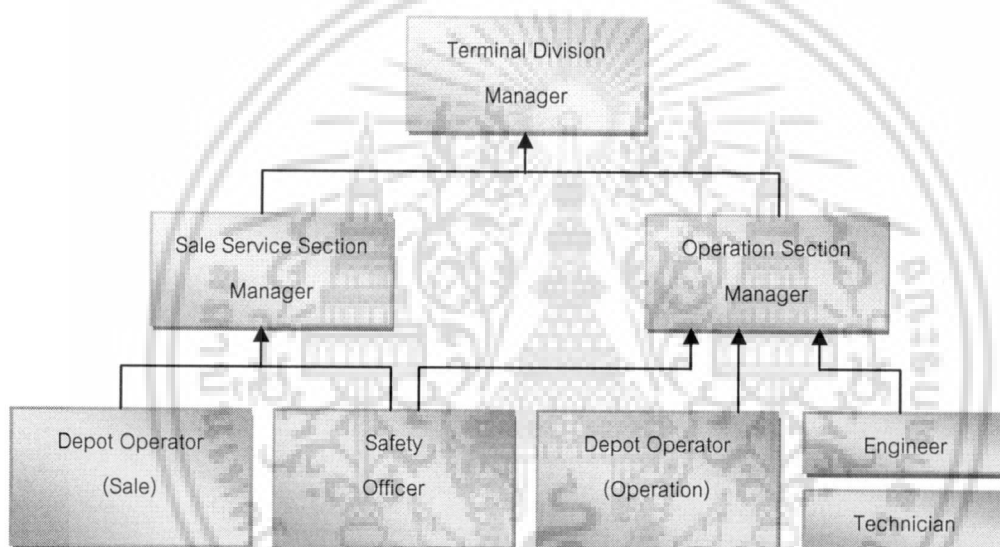 Terminal Division
Manager
Sale Service Section
Manager
Operation Section
Manager
Depot Operator
(Sale)
Safety
Officer
Depot Operator
(Operation)
Engineer
Technician